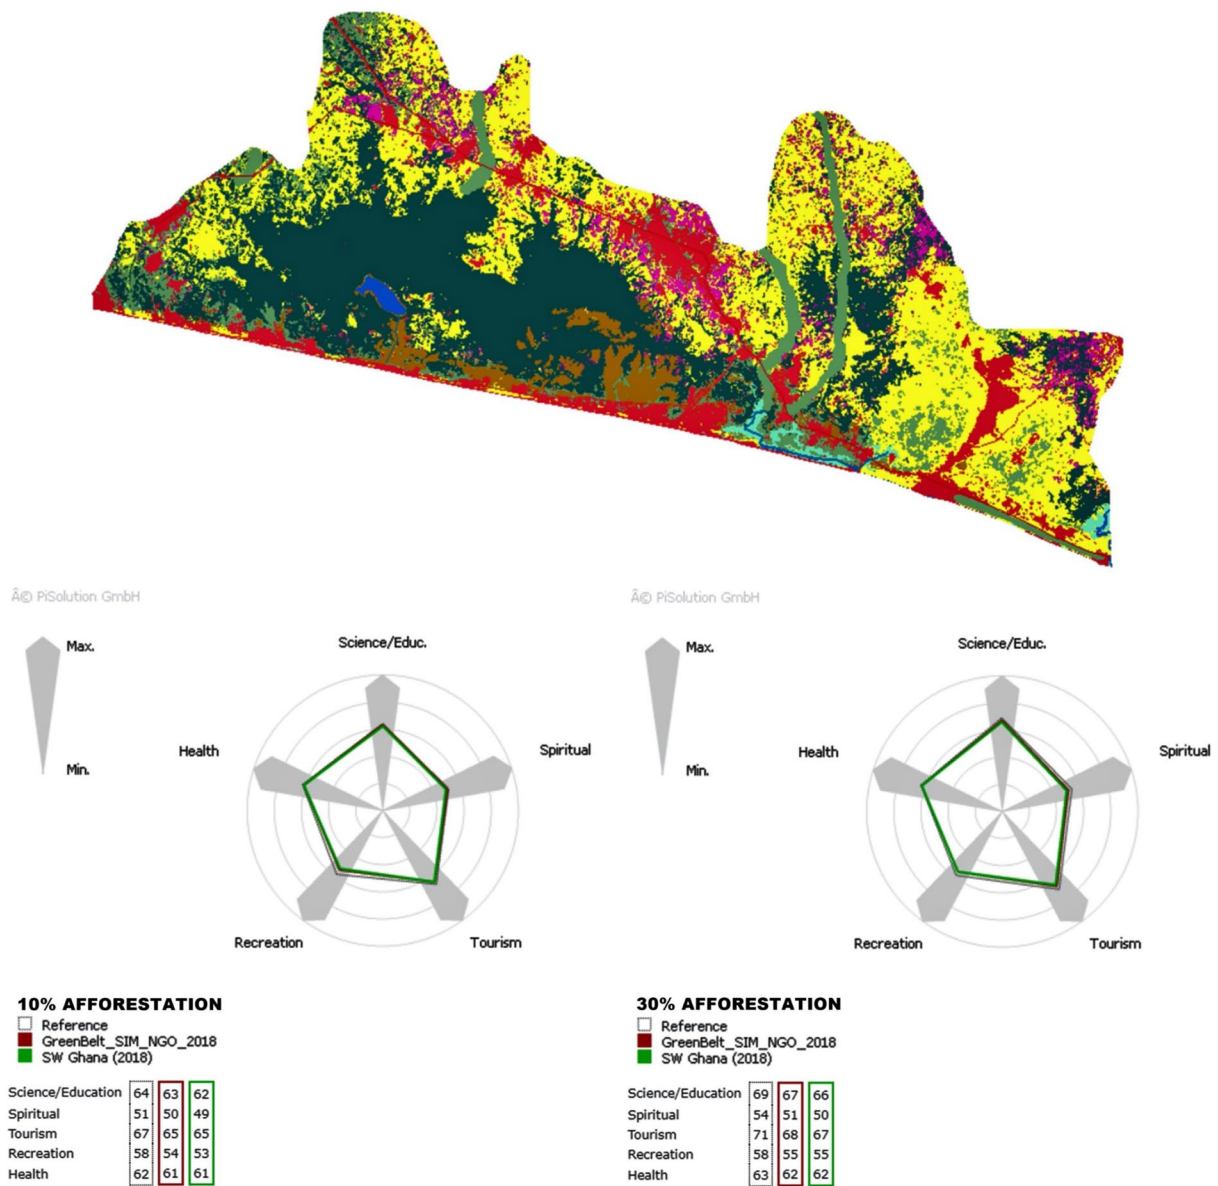 Â© PiSolution GmbH
Max.
Min.
Science/Educ.
Spiritual
Tourism
Recreation
Health
10% AFFORESTATION
Reference
GreenBelt_SIM_NGO_2018
SW Ghana (2018)
Science/Education 64 63 62
Spiritual 51 50 49
Tourism 67 65 65
Recreation 58 54 53
Health 62 61 61
Â© PiSolution GmbH
Max.
Min.
Science/Educ.
Spiritual
Tourism
Recreation
Health
30% AFFORESTATION
Reference
GreenBelt_SIM_NGO_2018
SW Ghana (2018)
Science/Education 69 67 66
Spiritual 54 51 50
Tourism 71 68 67
Recreation 58 55 55
Health 63 62 62